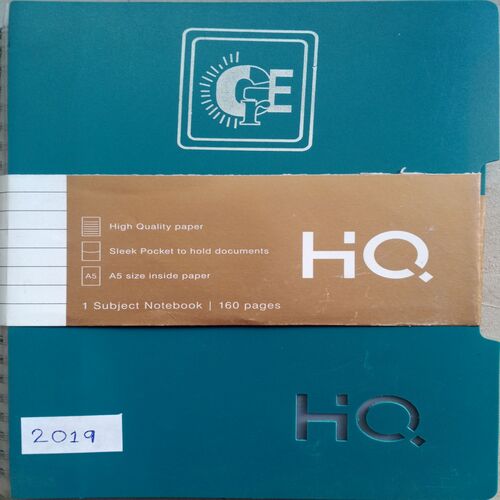 GE
High Quality paper
Sleek Pocket to hold documents
A5 A5 size inside paper
HQ
1 Subject Notebook | 160 pages
HQ
2019